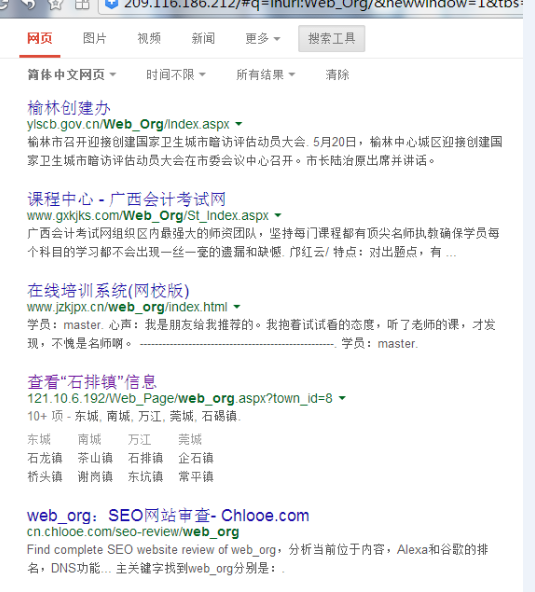 209.116.186.212/#q=inurl:Web_Org/&newwindow=1&tbs=
网页 图片 视频 新闻 更多 搜索工具
简体中文网页 时间不限 所有结果 清除
榆林创建办
ylscb.gov.cn/Web_Org/Index.aspx
榆林市召开迎接创建国家卫生城市暗访评估动员大会. 5月20日，榆林中心城区迎接创建国
家卫生城市暗访评估动员大会在市委会议中心召开。市长陆治原出席并讲话。
课程中心 - 广西会计考试网
www.gxkjks.com/Web_Org/St_Index.aspx
广西会计考试网组织区内最强大的师资团队，坚持每门课程都有顶尖名师执教确保学员每
个科目的学习都不会出现一丝一毫的遗漏和缺憾. 邝红云/ 特点：对出题点，有 ...
在线培训系统(网校版)
www.jzkjpx.cn/web_org/index.html
学员：master. 心声：我是朋友给我推荐的。我抱着试试看的态度，听了老师的课，才发
现，不愧是名师啊。 ----------------------------------------------------. 学员：master.
查看“石排镇”信息
121.10.6.192/Web_Page/web_org.aspx?town_id=8
10+ 项 - 东城, 南城, 万江, 莞城, 石碣镇.
东城 南城 万江 莞城
石龙镇 茶山镇 石排镇 企石镇
桥头镇 谢岗镇 东坑镇 常平镇
web_org：SEO网站审查- Chlooe.com
cn.chlooe.com/seo-review/web_org
Find complete SEO website review of web_org，分析当前位于内容，Alexa和谷歌的排
名，DNS功能... 主关键字找到web_org分别是：.